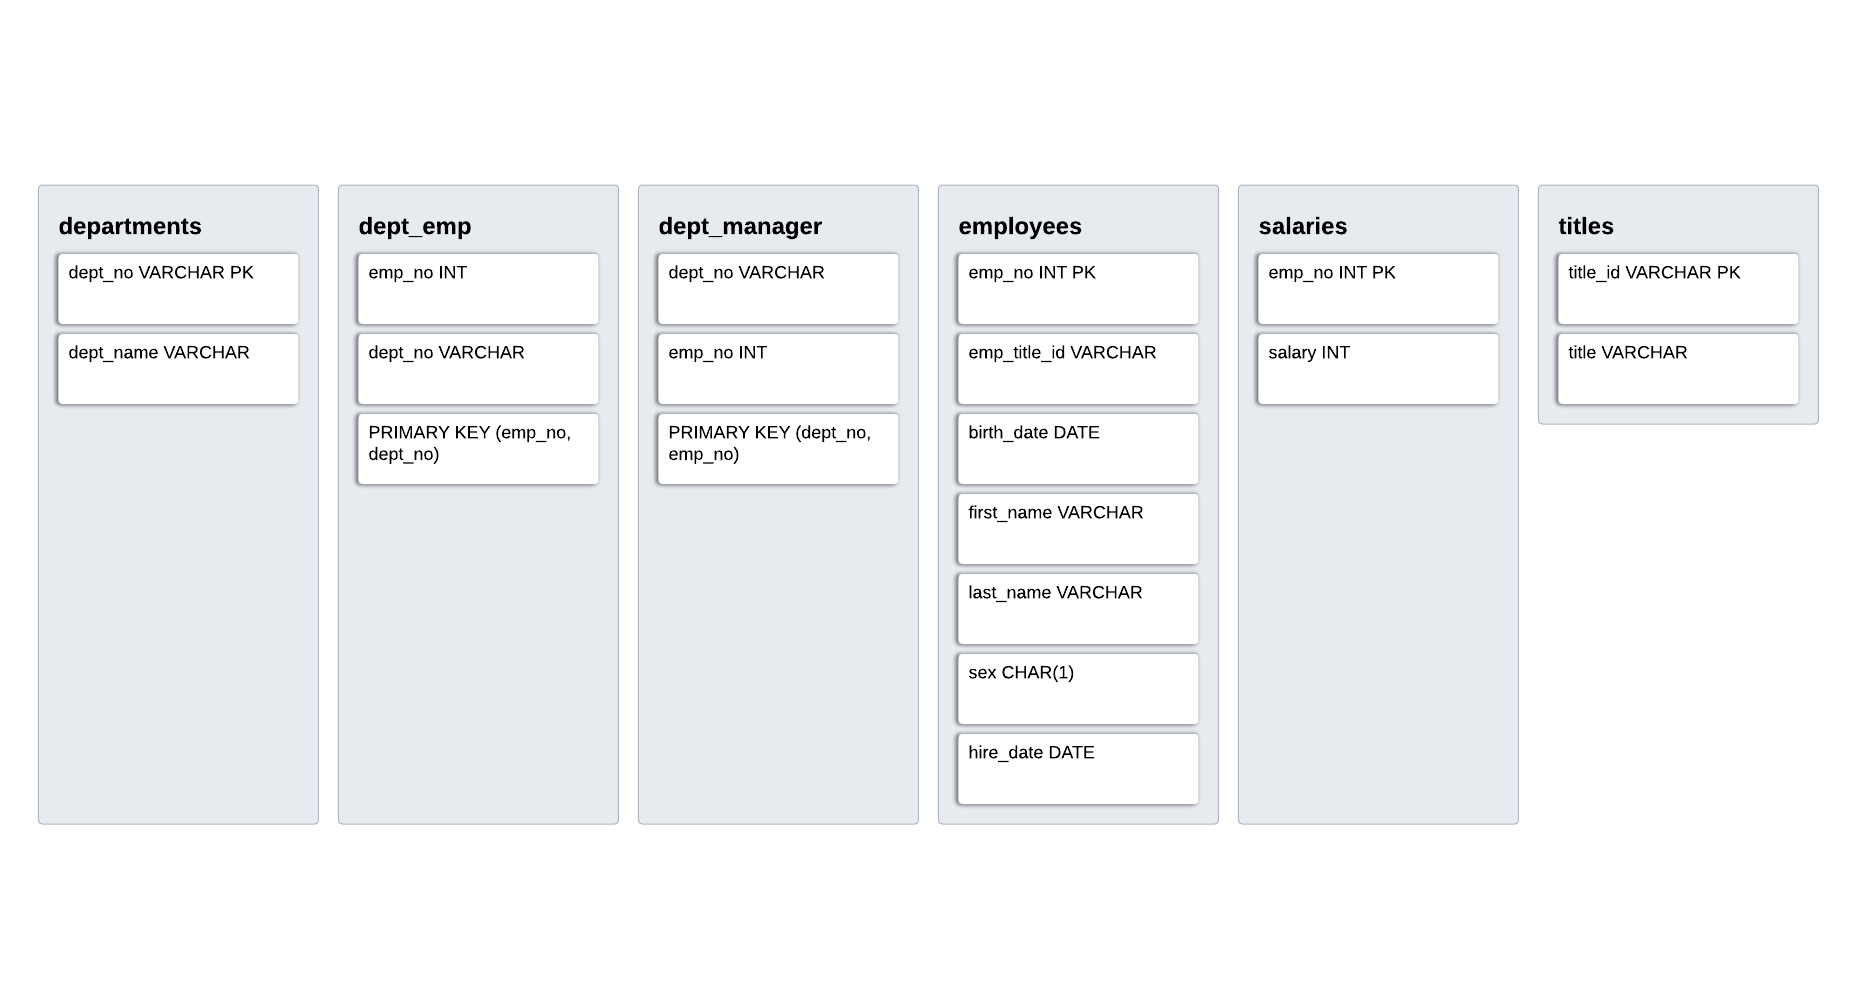 departments
dept_no VARCHAR PK
dept_name VARCHAR
dept_emp
emp_no INT
dept_no VARCHAR
PRIMARY KEY (emp_no,
dept_no)
dept_manager
dept_no VARCHAR
emp_no INT
PRIMARY KEY (dept_no,
emp_no)
employees
emp_no INT PK
emp_title_id VARCHAR
birth_date DATE
first_name VARCHAR
last_name VARCHAR
sex CHAR(1)
hire_date DATE
salaries
emp_no INT PK
salary INT
titles
title_id VARCHAR PK
title VARCHAR